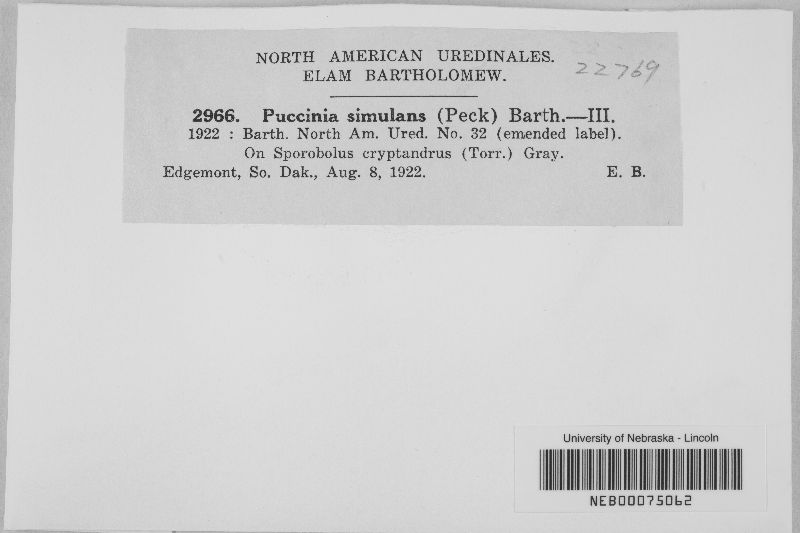 NORTH AMERICAN UREDINALES.
ELAM BARTHOLOMEW.
22769
2966. Puccinia simulans (Peck) Barth.—III.
1922 : Barth. North Am. Ured. No. 32 (emended label).
On Sporobolus cryptandrus (Torr.) Gray.
Edgemont, So. Dak., Aug. 8, 1922. E. B.
University of Nebraska - Lincoln
NEB00075062